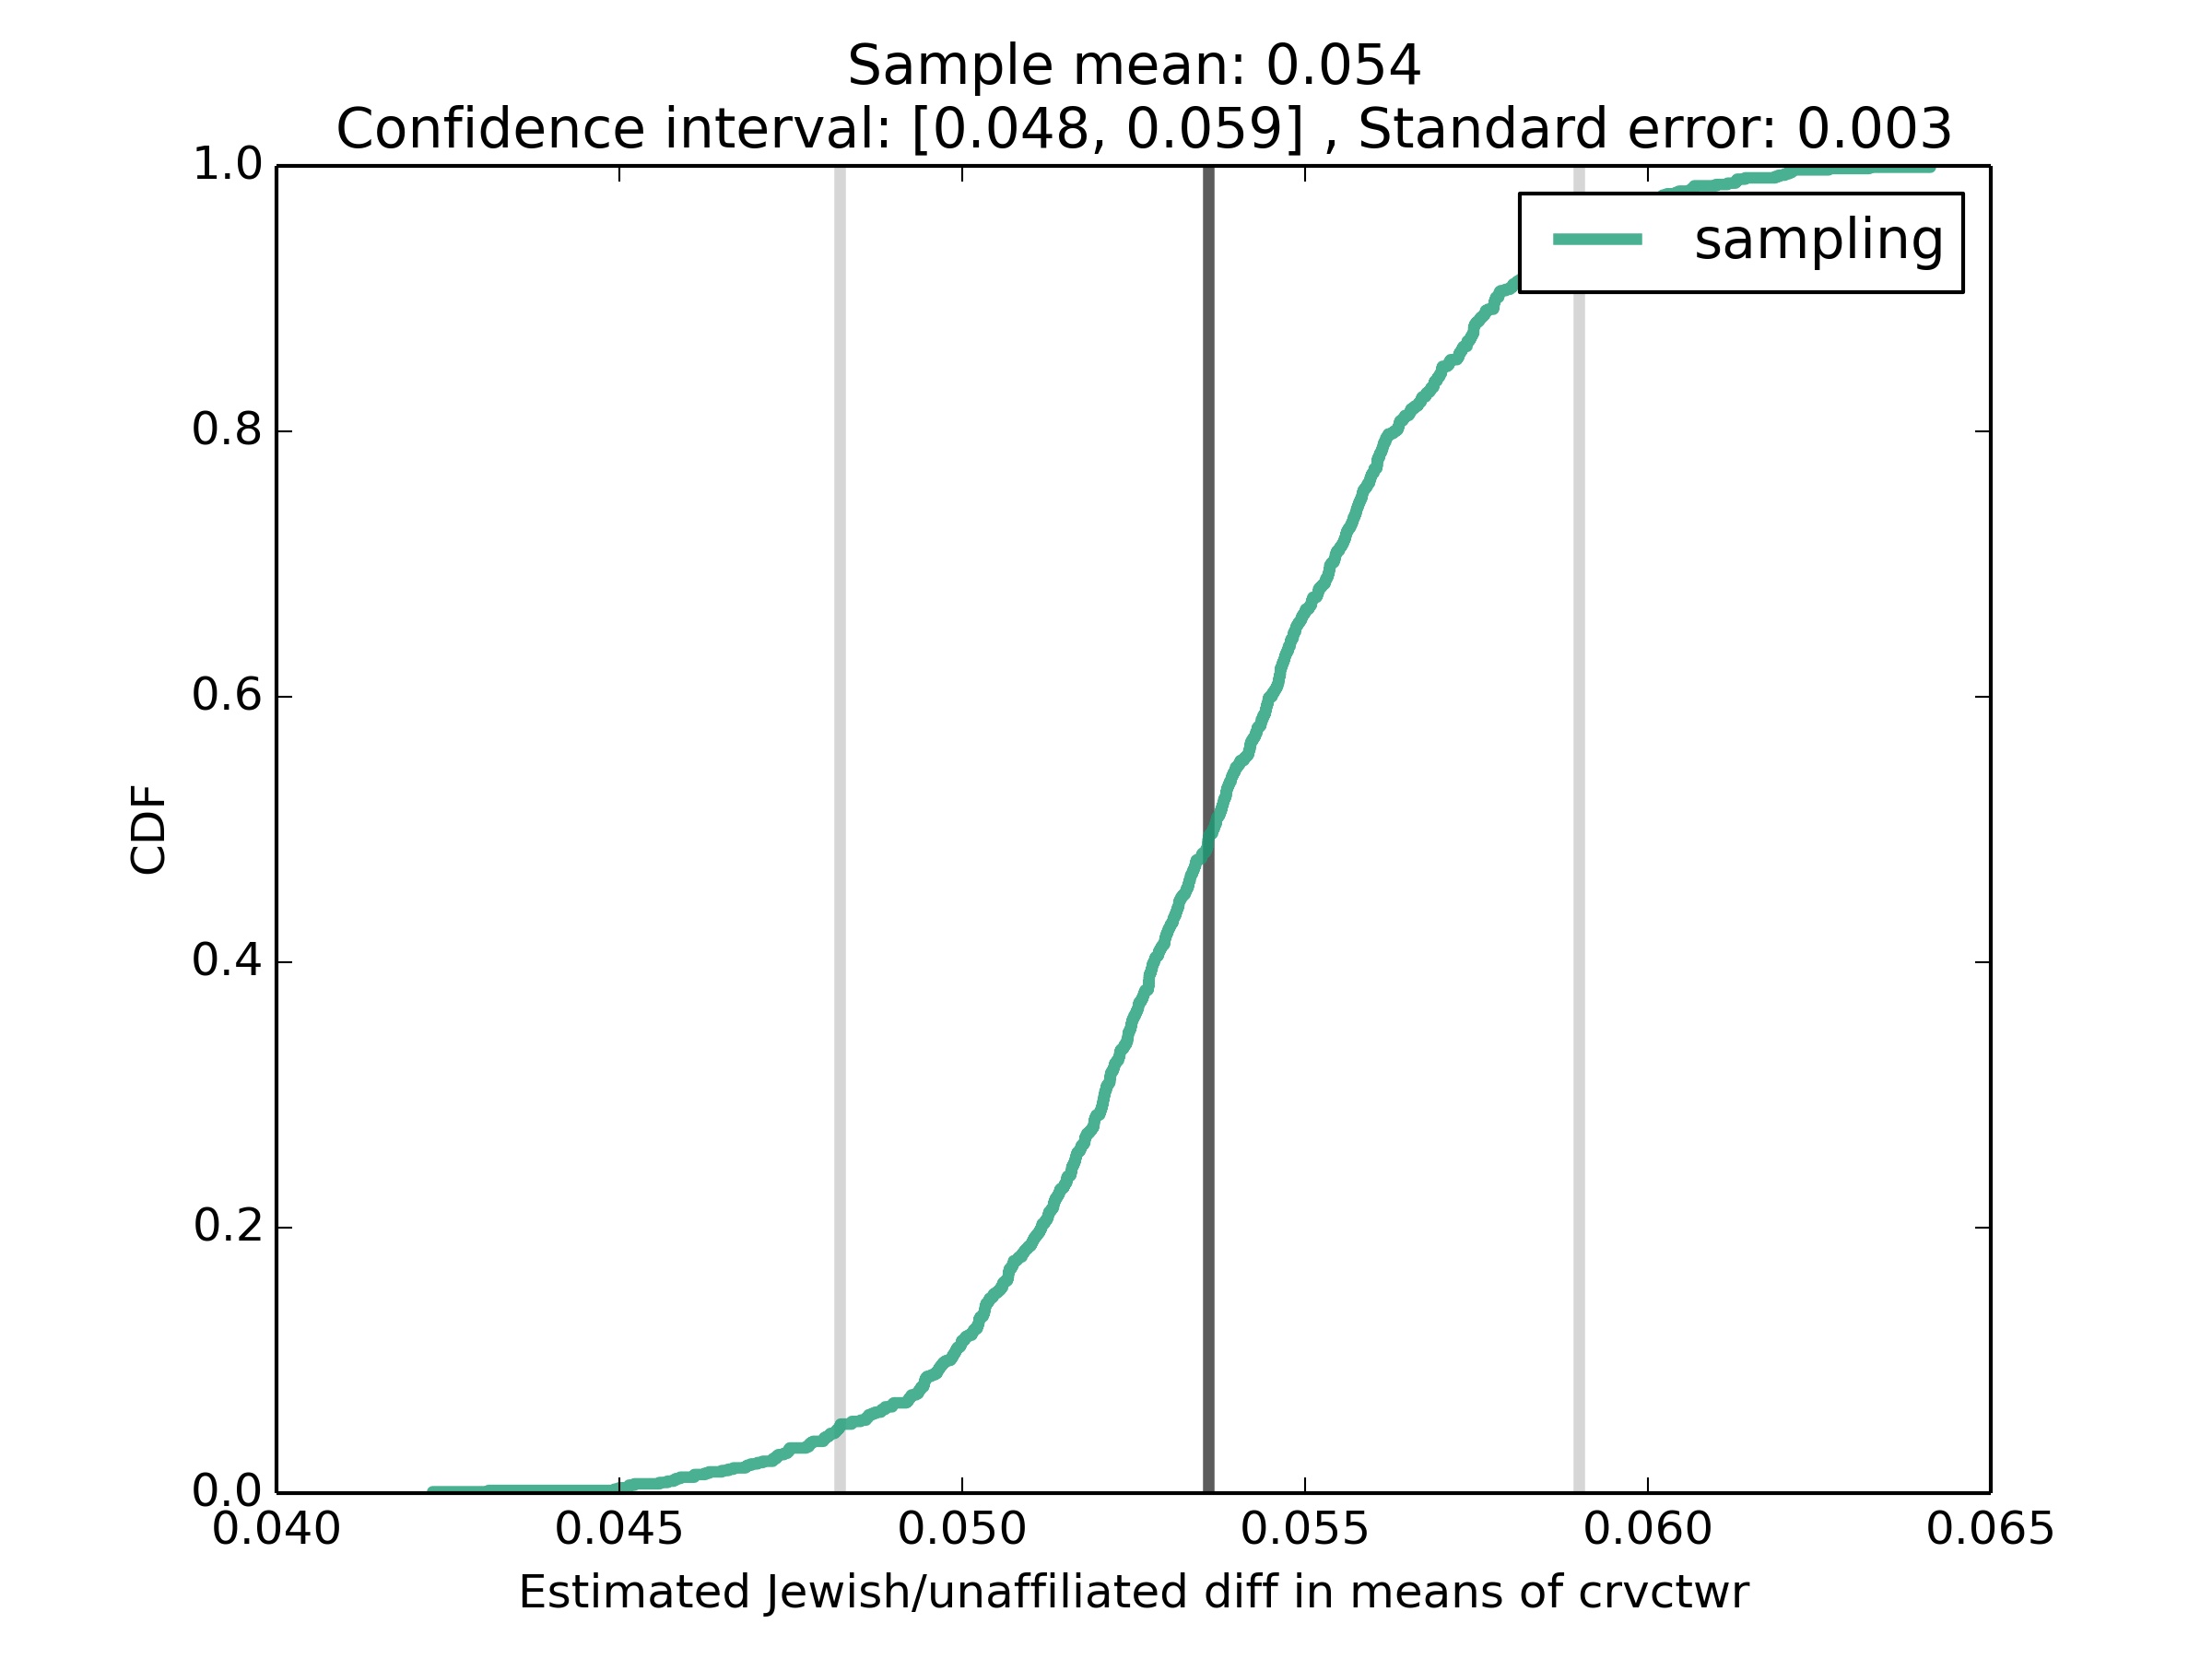 Sample mean: 0.054
Confidence interval: [0.048, 0.059] , Standard error: 0.003
1.0
sampling
0.8
0.6
CDF
0.4
0.2
0.0
0.040 0.045 0.050 0.055 0.060 0.065
Estimated Jewish/unaffiliated diff in means of crvctwr